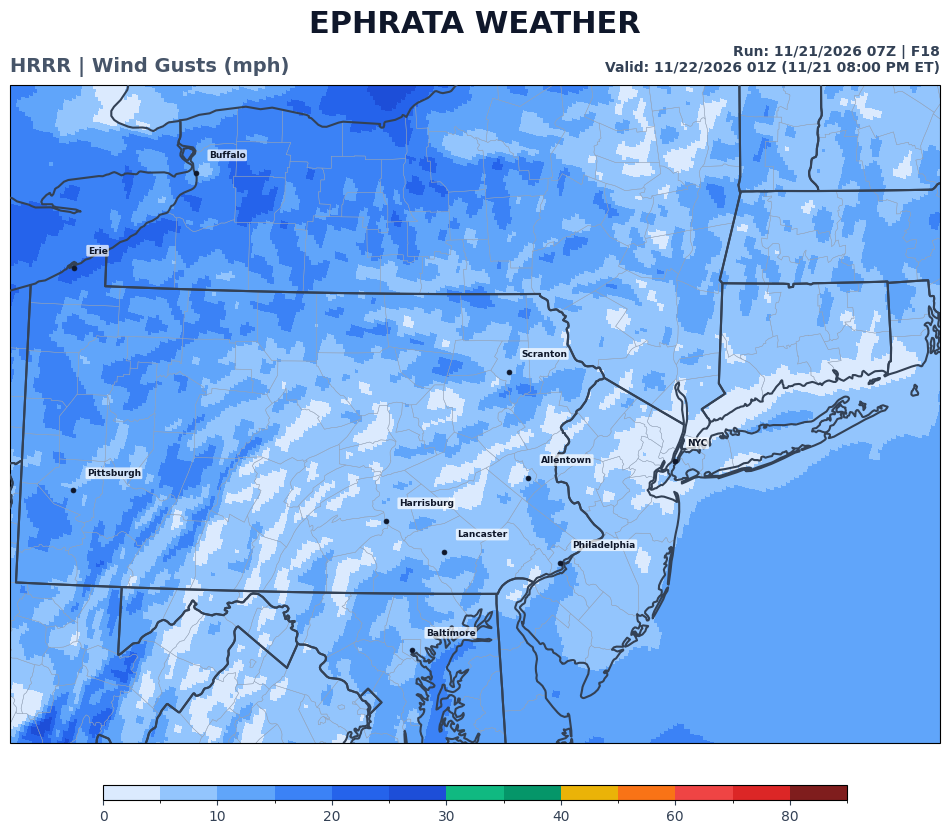 EPHRATA WEATHER
HRRR | Wind Gusts (mph)
Run: 11/21/2026 07Z | F18
Valid: 11/22/2026 01Z (11/21 08:00 PM ET)
Buffalo
Erie
Scranton
NYC
Allentown
Pittsburgh
Harrisburg
Lancaster
Philadelphia
Baltimore
0 10 20 30 40 60 80